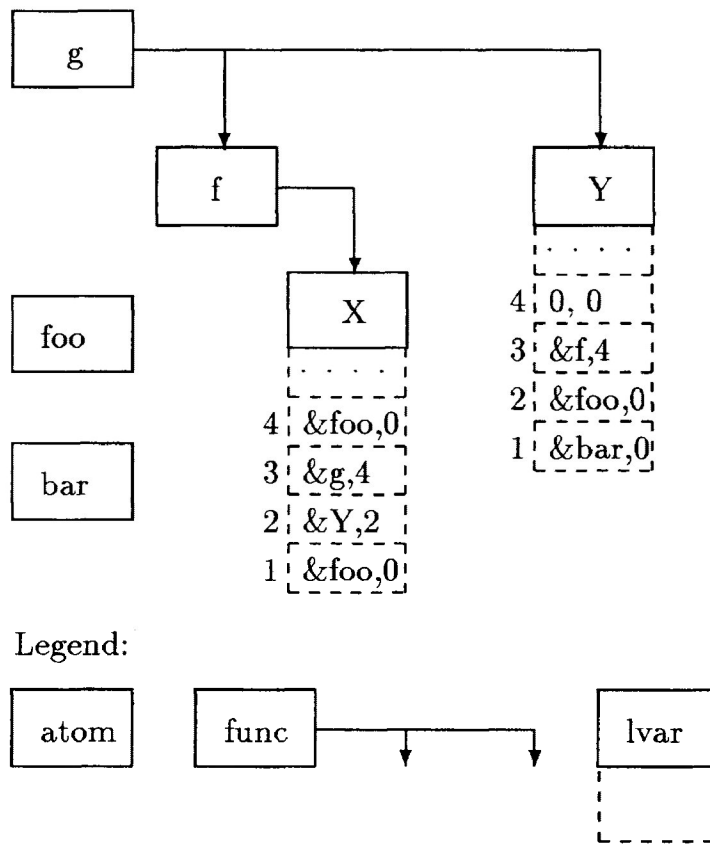 g
f
Y
. . . .
X
4 0, 0
foo
3 &f,4
. . . .
2 &foo,0
4 &foo,0
1 &bar,0
bar
3 &g,4
2 &Y,2
1 &foo,0
Legend:
atom
func
lvar